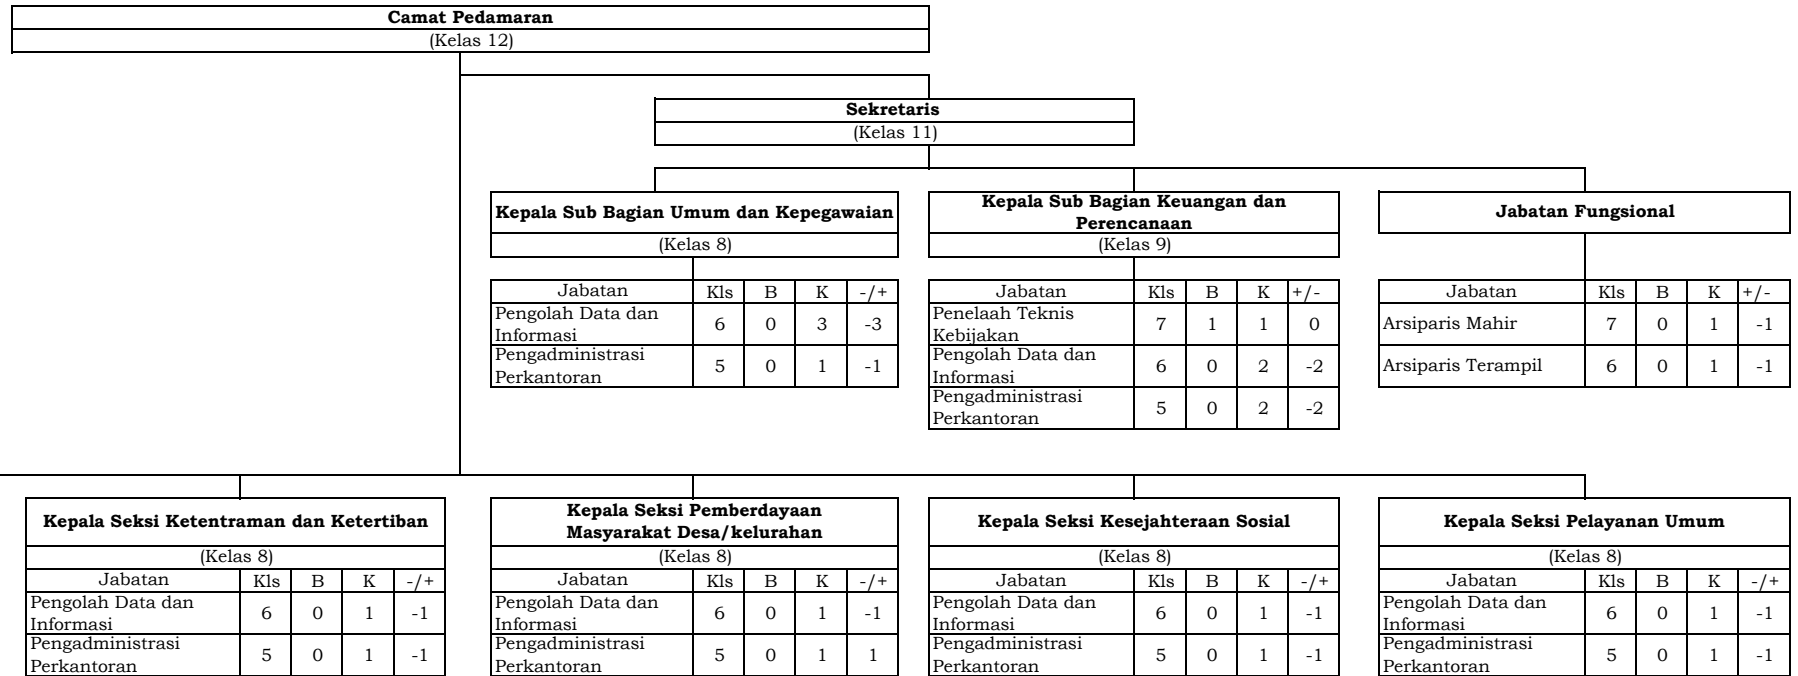 Camat Pedamaran
(Kelas 12)
Sekretaris
(Kelas 11)
Kepala Sub Bagian Umum dan Kepegawaian
(Kelas 8)
Jabatan Kls B K -/+
Pengolah Data dan
Informasi 6 0 3 -3
Pengadministrasi
Perkantoran 5 0 1 -1
Kepala Sub Bagian Keuangan dan
Perencanaan
(Kelas 9)
Jabatan Kls B K +/-
Penelaah Teknis
Kebijakan 7 1 1 0
Pengolah Data dan
Informasi 6 0 2 -2
Pengadministrasi
Perkantoran 5 0 2 -2
Jabatan Fungsional
Jabatan Kls B K +/-
Arsiparis Mahir 7 0 1 -1
Arsiparis Terampil 6 0 1 -1
Kepala Seksi Ketentraman dan Ketertiban
(Kelas 8)
Jabatan Kls B K -/+
Pengolah Data dan
Informasi 6 0 1 -1
Pengadministrasi
Perkantoran 5 0 1 -1
Kepala Seksi Pemberdayaan
Masyarakat Desa/kelurahan
(Kelas 8)
Jabatan Kls B K -/+
Pengolah Data dan
Informasi 6 0 1 -1
Pengadministrasi
Perkantoran 5 0 1 1
Kepala Seksi Kesejahteraan Sosial
(Kelas 8)
Jabatan Kls B K -/+
Pengolah Data dan
Informasi 6 0 1 -1
Pengadministrasi
Perkantoran 5 0 1 -1
Kepala Seksi Pelayanan Umum
(Kelas 8)
Jabatan Kls B K -/+
Pengolah Data dan
Informasi 6 0 1 -1
Pengadministrasi
Perkantoran 5 0 1 -1